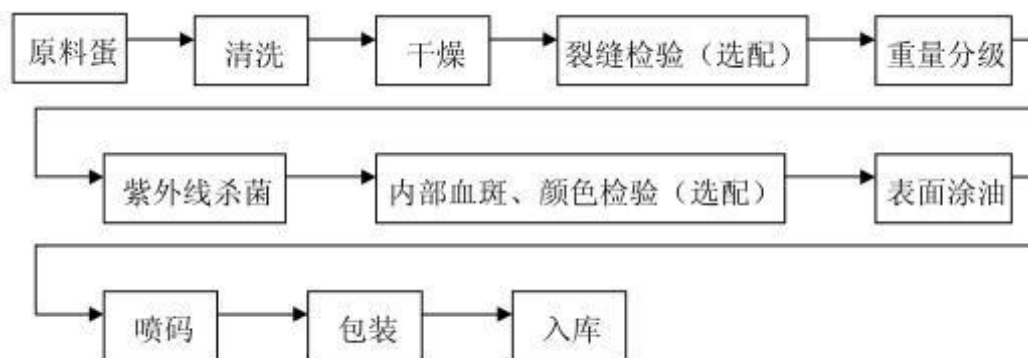 原料蛋
清洗
干燥
裂缝检验（选配）
重量分级
紫外线杀菌
内部血斑、颜色检验（选配）
表面涂油
喷码
包装
入库